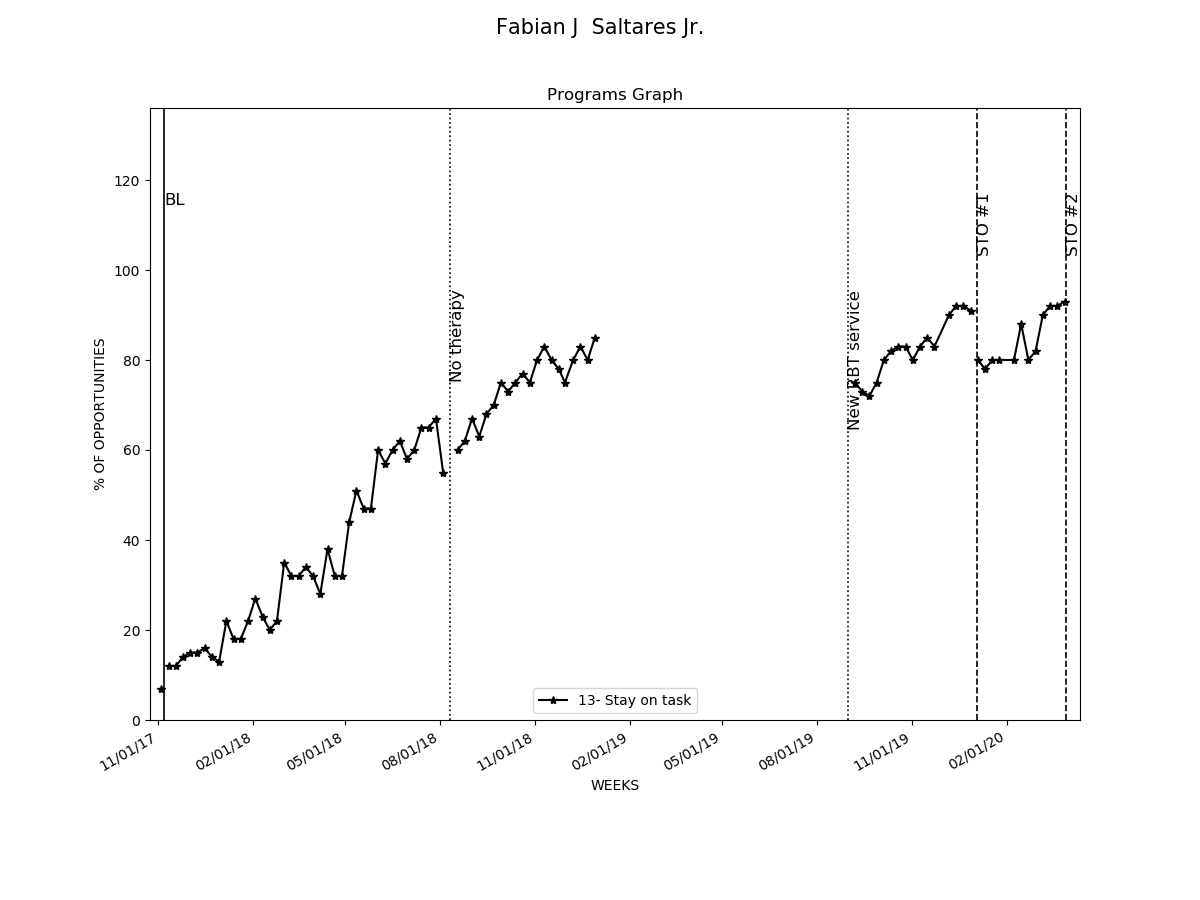 Fabian J  Saltares Jr.
Programs Graph
BL
No therapy
New RBT service
STO #1
STO #2
% OF OPPORTUNITIES
120
100
80
60
40
20
0
13- Stay on task
11/01/17
02/01/18
05/01/18
08/01/18
11/01/18
02/01/19
05/01/19
08/01/19
11/01/19
02/01/20
WEEKS